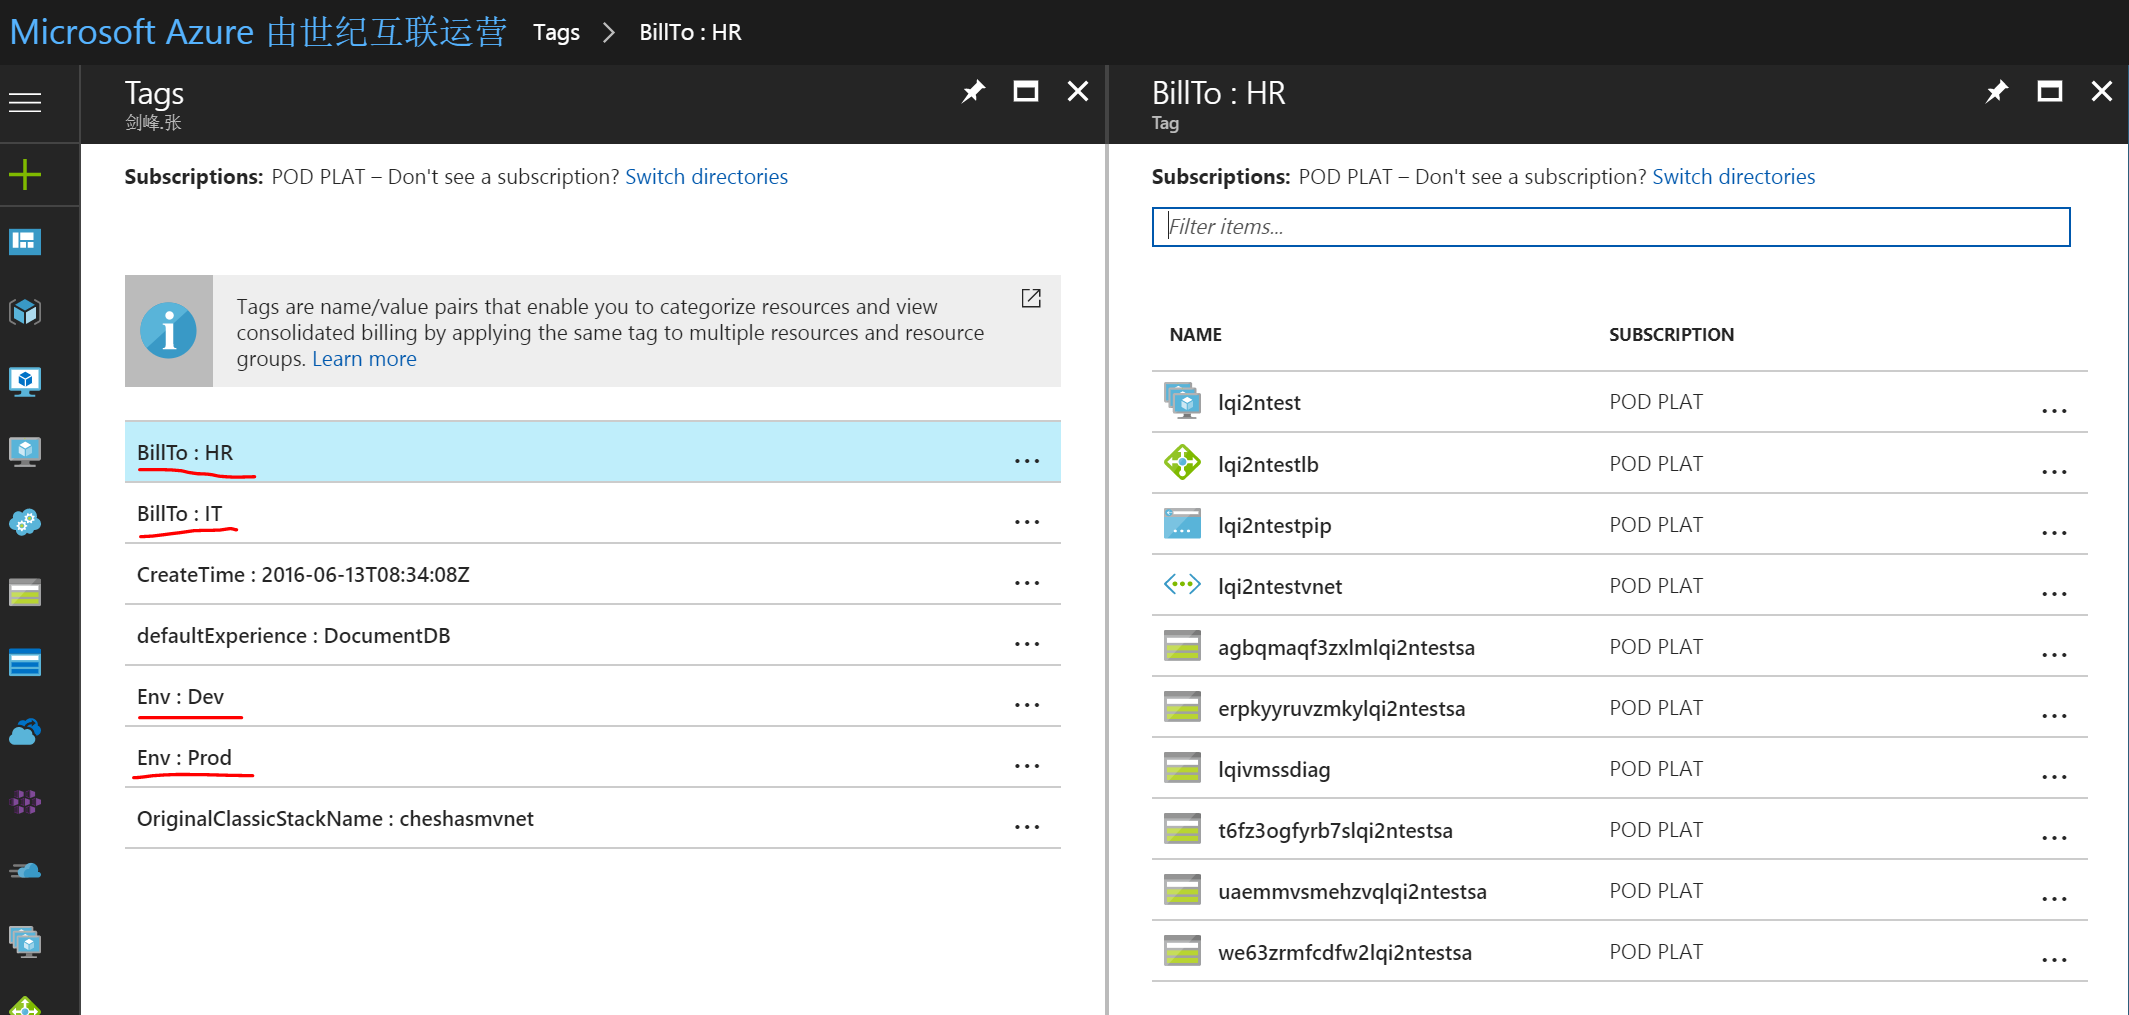 Microsoft Azure 由世纪互联运营 Tags > BillTo : HR
Tags
剑峰.张
Subscriptions: POD PLAT – Don't see a subscription? Switch directories
Tags are name/value pairs that enable you to categorize resources and view
consolidated billing by applying the same tag to multiple resources and resource
groups. Learn more
BillTo : HR ...
BillTo : IT ...
CreateTime : 2016-06-13T08:34:08Z ...
defaultExperience : DocumentDB ...
Env : Dev ...
Env : Prod ...
OriginalClassicStackName : cheshasmvnet ...
BillTo : HR
Tag
Subscriptions: POD PLAT – Don't see a subscription? Switch directories
Filter items...
NAME SUBSCRIPTION
lqi2ntest POD PLAT ...
lqi2ntestlb POD PLAT ...
lqi2ntestpip POD PLAT ...
lqi2ntestvnet POD PLAT ...
agbqmaqf3zxlmlqi2ntestsa POD PLAT ...
erpkyyruvzmkylqi2ntestsa POD PLAT ...
lqivmssdiag POD PLAT ...
t6fz3ogfyrb7slqi2ntestsa POD PLAT ...
uaemmvsmehzvqlqi2ntestsa POD PLAT ...
we63zrmfcdfw2lqi2ntestsa POD PLAT ...